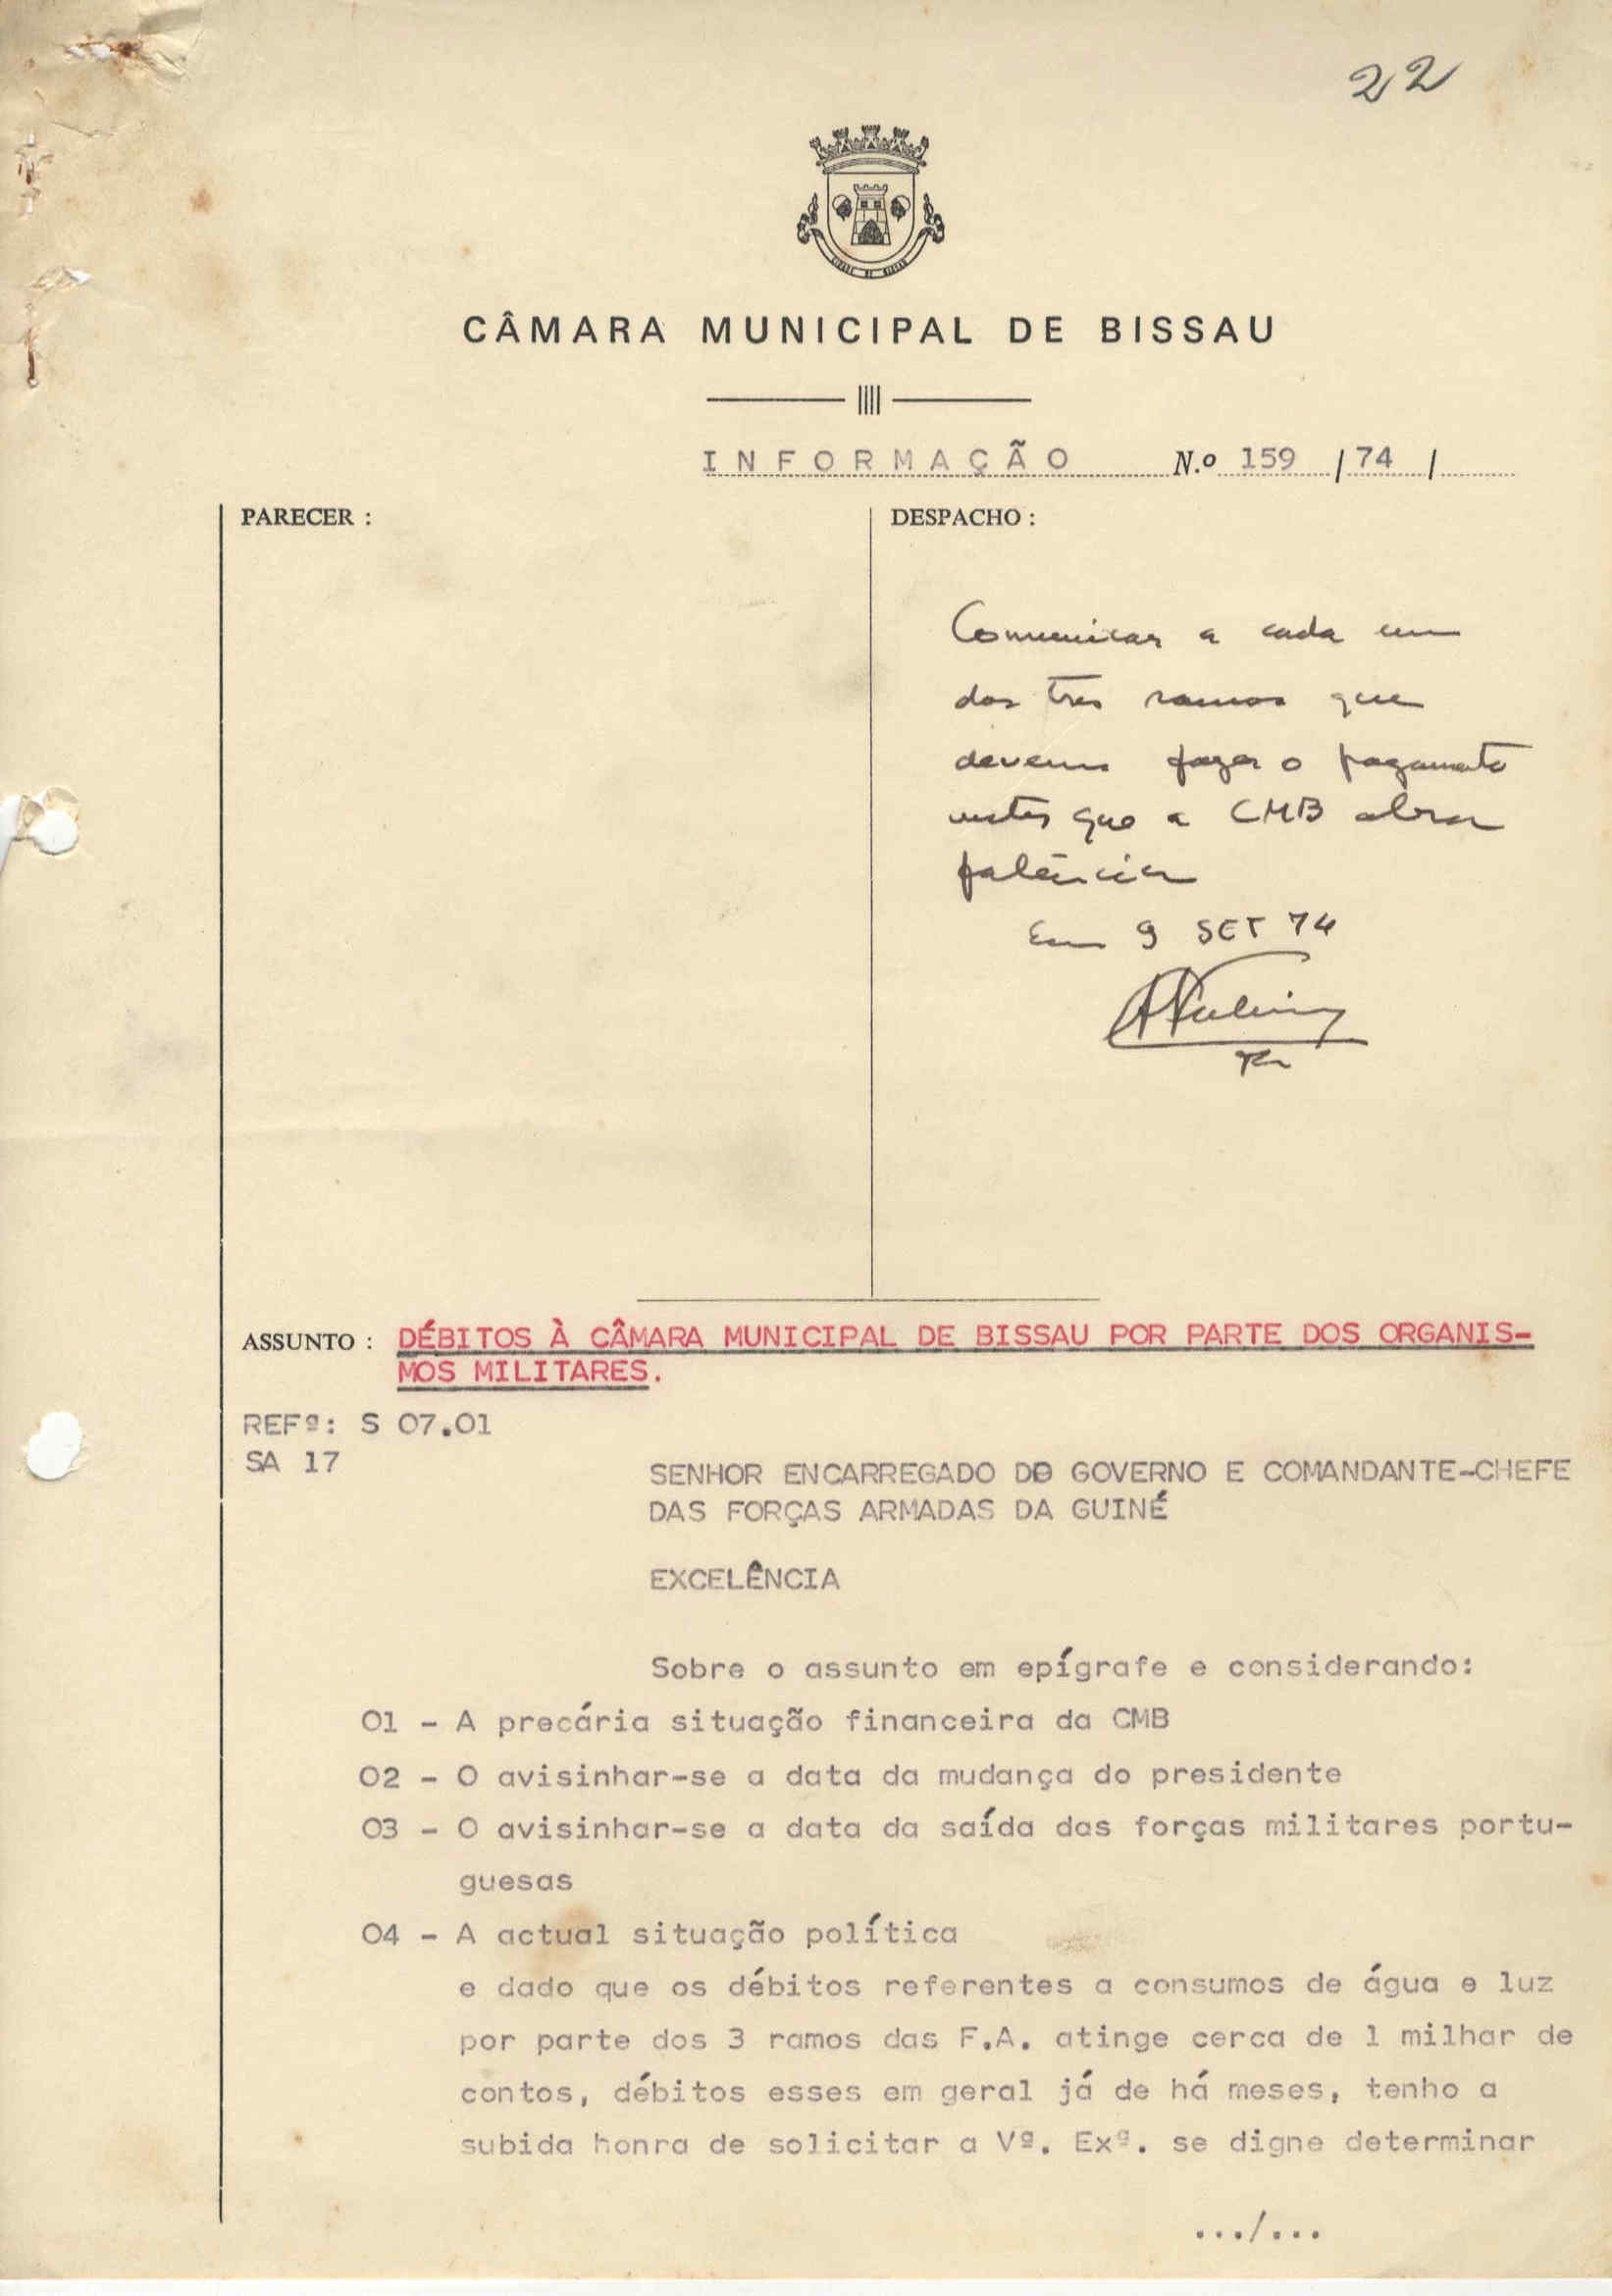 22
CIDADE DE BISSAU
CÂMARA MUNICIPAL DE BISSAU
INFORMAÇÃO N.º 159 / 74 /
PARECER :
DESPACHO :
Comunicar a cada um
dos tres ramos que
devem fazer o pagamento
antes que a CMB abra
falência
Em 9 SET 74
ASSUNTO : DÉBITOS À CÂMARA MUNICIPAL DE BISSAU POR PARTE DOS ORGANIS-
MOS MILITARES.
REFª: S 07.01
SA 17
SENHOR ENCARREGADO DO GOVERNO E COMANDANTE-CHEFE
DAS FORÇAS ARMADAS DA GUINÉ
EXCELÊNCIA
Sobre o assunto em epígrafe e considerando:
01 - A precária situação financeira da CMB
02 - O avisinhar-se a data da mudança do presidente
03 - O avisinhar-se a data da saída das forças militares portu-
guesas
04 - A actual situação política
e dado que os débitos referentes a consumos de água e luz
por parte dos 3 ramos das F.A. atinge cerca de 1 milhar de
contos, débitos esses em geral já de há meses, tenho a
subida honra de solicitar a Vª. Exª. se digne determinar
.../...